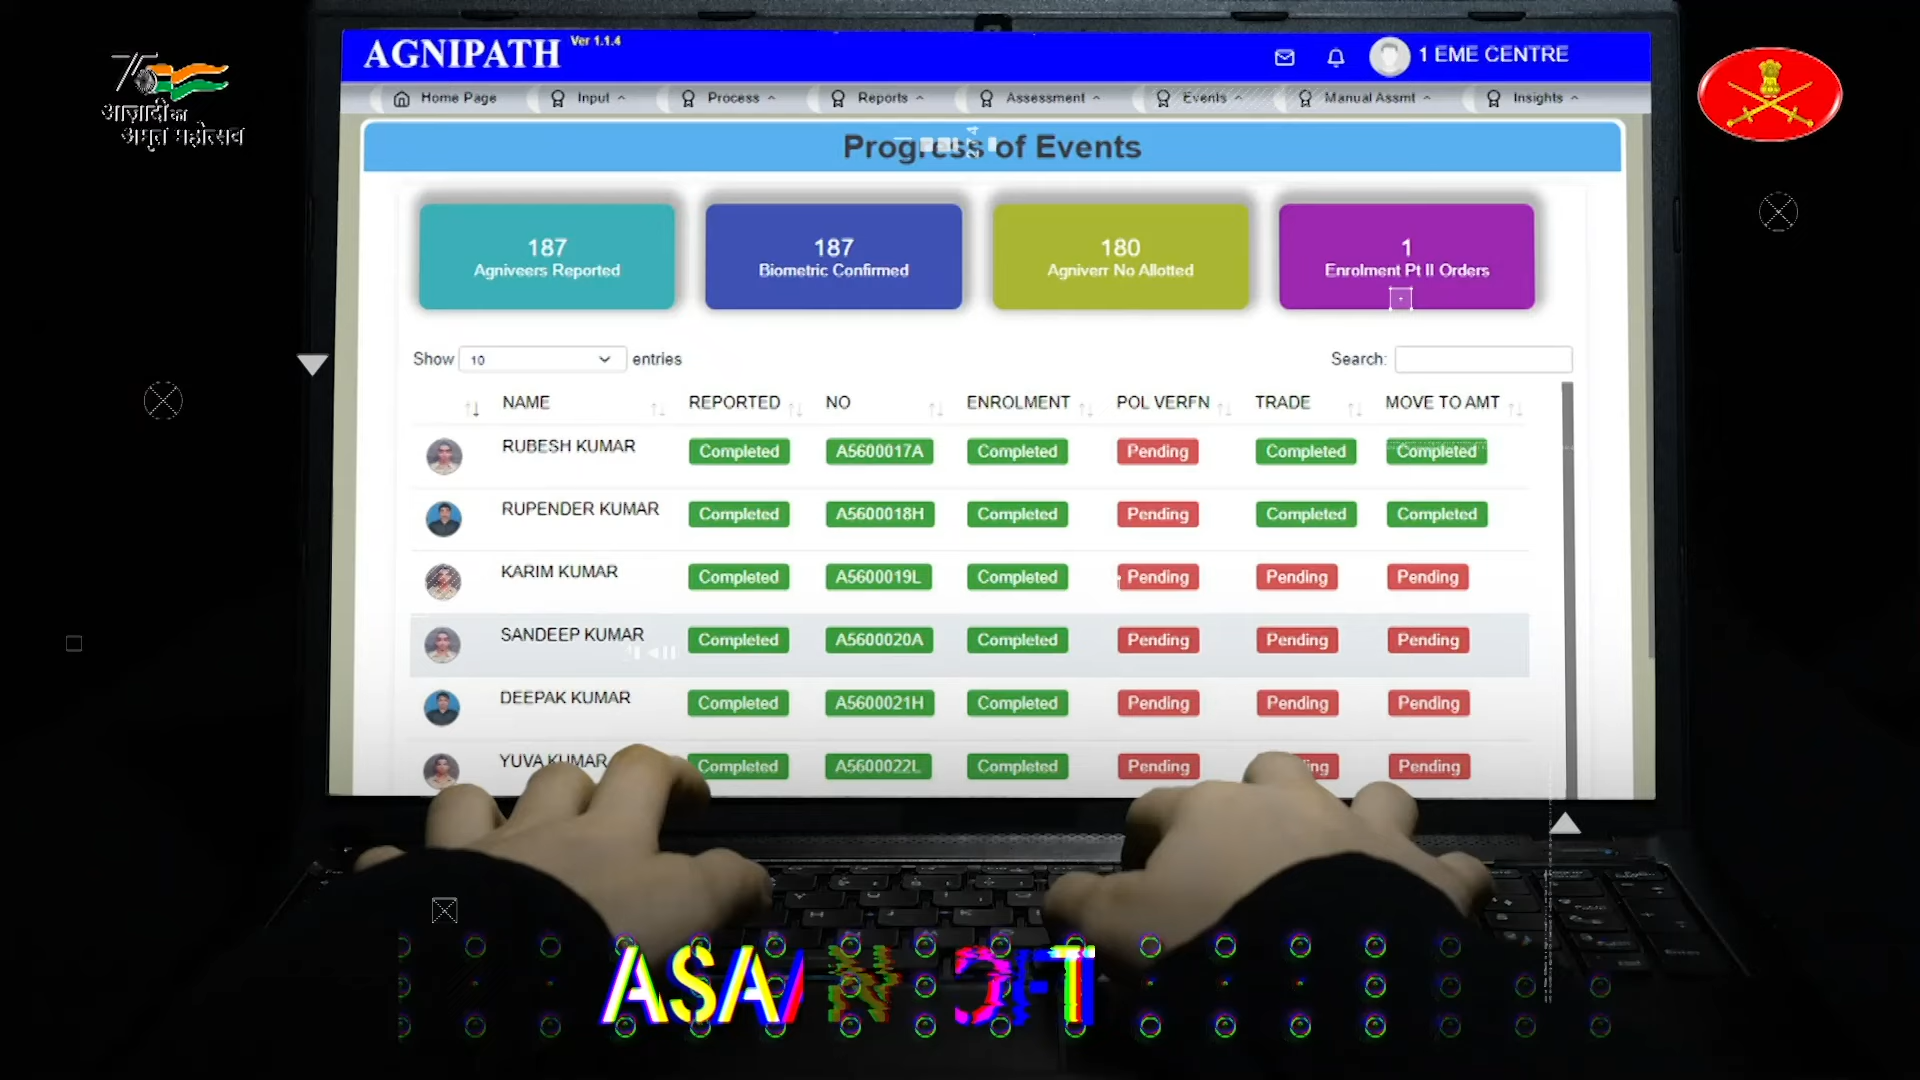 AGNIPATH Ver 1.1.4
1 EME CENTRE
75
आज़ादी का
अमृत महोत्सव
Home Page Input Process Reports Assessment Events Manual Assmt Insights
Progress of Events
187
Agniveers Reported
187
Biometric Confirmed
180
Agniverr No Allotted
1
Enrolment Pt II Orders
Show 10 entries
Search:
NAME REPORTED NO ENROLMENT POL VERFN TRADE MOVE TO AMT
RUBESH KUMAR Completed A5600017A Completed Pending Completed Completed
RUPENDER KUMAR Completed A5600018H Completed Pending Completed Completed
KARIM KUMAR Completed A5600019L Completed Pending Pending Pending
SANDEEP KUMAR Completed A5600020A Completed Pending Pending Pending
DEEPAK KUMAR Completed A5600021H Completed Pending Pending Pending
YUVA KUMAR Completed A5600022L Completed Pending Pending